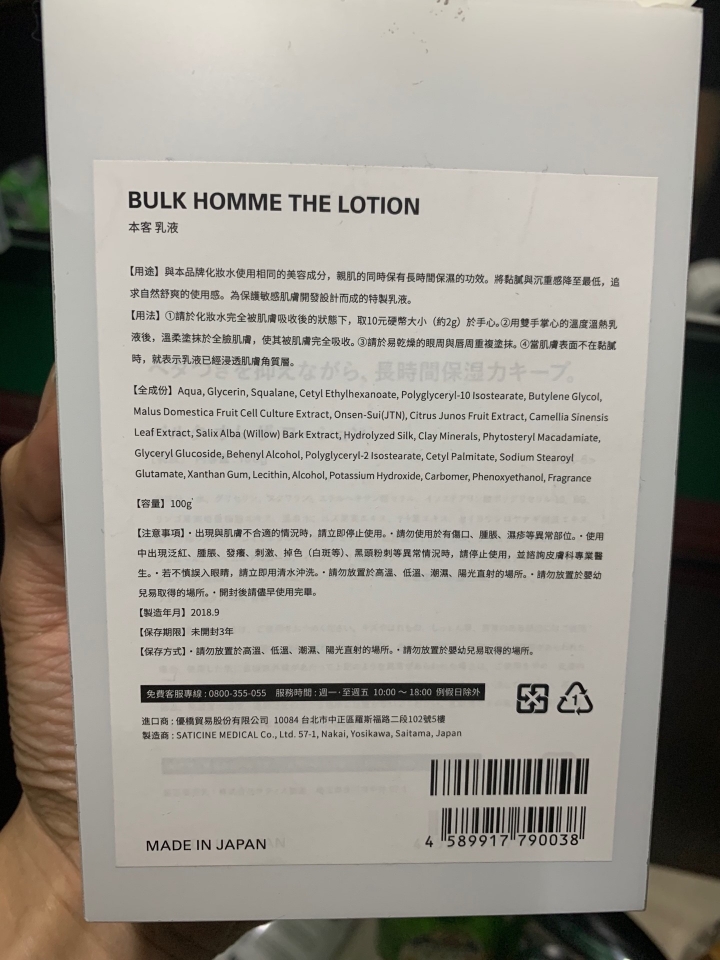 BULK HOMME THE LOTION
本客 乳液
【用途】與本品牌化妝水使用相同的美容成分，親肌的同時保有長時間保濕的功效。將黏膩與沉重感降至最低，追
求自然舒爽的使用感。為保護敏感肌膚開發設計而成的特製乳液。
【用法】①請於化妝水完全被肌膚吸收後的狀態下，取10元硬幣大小（約2g）於手心。②用雙手掌心的溫度溫熱乳
液後，溫柔塗抹於全臉肌膚，使其被肌膚完全吸收。③請於易乾燥的眼周與唇周重複塗抹。④當肌膚表面不在黏膩
時，就表示乳液已經浸透肌膚角質層。
ベタつきを抑えながら、長時間保湿力キープ。
【全成份】Aqua, Glycerin, Squalane, Cetyl Ethylhexanoate, Polyglyceryl-10 Isostearate, Butylene Glycol,
Malus Domestica Fruit Cell Culture Extract, Onsen-Sui(JTN), Citrus Junos Fruit Extract, Camellia Sinensis
Leaf Extract, Salix Alba (Willow) Bark Extract, Hydrolyzed Silk, Clay Minerals, Phytosteryl Macadamiate,
Glyceryl Glucoside, Behenyl Alcohol, Polyglyceryl-2 Isostearate, Cetyl Palmitate, Sodium Stearoyl
Glutamate, Xanthan Gum, Lecithin, Alcohol, Potassium Hydroxide, Carbomer, Phenoxyethanol, Fragrance
【容量】100g
【注意事項】・出現與肌膚不合適的情況時，請立即停止使用。・請勿使用於有傷口、腫脹、濕疹等異常部位。・使用
中出現泛紅、腫脹、發癢、刺激、掉色（白斑等）、黑頭粉刺等異常情況時，請停止使用，並諮詢皮膚科專業醫
生。・若不慎誤入眼睛，請立即用清水沖洗。・請勿放置於高溫、低溫、潮濕、陽光直射的場所。・請勿放置於嬰幼
兒易取得的場所。・開封後請儘早使用完畢。
【製造年月】2018.9
【保存期限】未開封3年
【保存方式】・請勿放置於高溫、低溫、潮濕、陽光直射的場所。・請勿放置於嬰幼兒易取得的場所。
免費客服專線 : 0800-355-055 服務時間 : 週一・至週五 10:00 ～ 18:00 例假日除外
1
進口商 : 優橋貿易股份有限公司 10084 台北市中正區羅斯福路二段102號5樓
製造商 : SATICINE MEDICAL Co., Ltd. 57-1, Nakai, Yosikawa, Saitama, Japan
MADE IN JAPAN
4 589917 790038